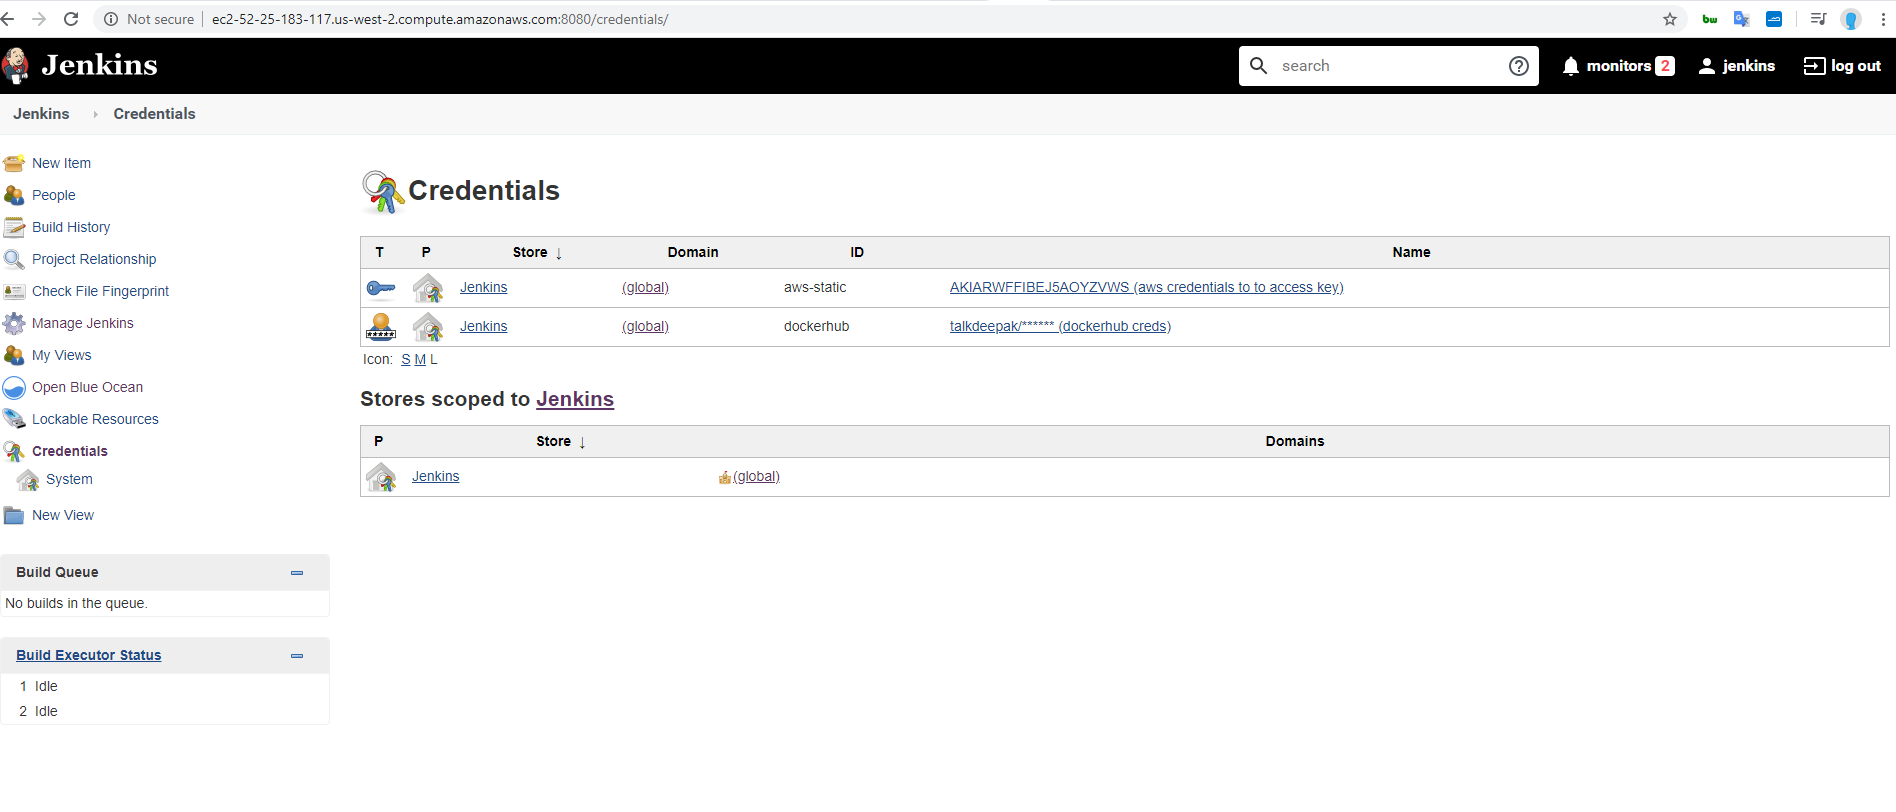 Not secure | ec2-52-25-183-117.us-west-2.compute.amazonaws.com:8080/credentials/
bw
Jenkins
search
monitors 2
jenkins
log out
Jenkins Credentials
New Item
People
Build History
Project Relationship
Check File Fingerprint
Manage Jenkins
My Views
Open Blue Ocean
Lockable Resources
Credentials
System
New View
Build Queue
No builds in the queue.
Build Executor Status
1 Idle
2 Idle
Credentials
T P Store ↓ Domain ID Name
Jenkins (global) aws-static AKIARWFFIBEJ5AOYZVWS (aws credentials to to access key)
Jenkins (global) dockerhub talkdeepak/****** (dockerhub creds)
Icon: S M L
Stores scoped to Jenkins
P Store ↓ Domains
Jenkins (global)